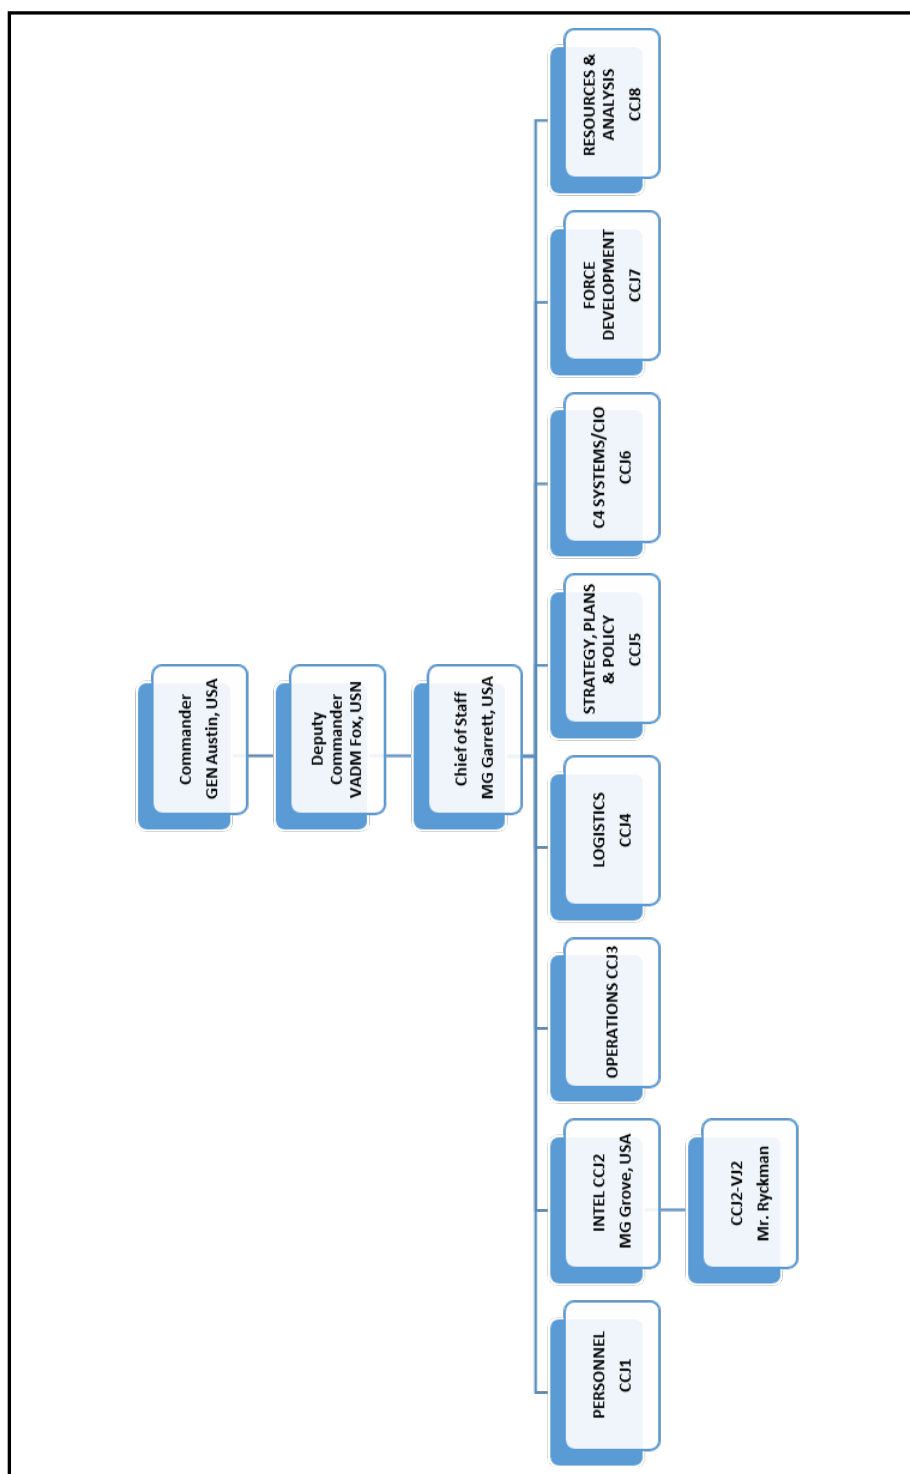 Commander
GEN Austin, USA
Deputy
Commander
VADM Fox, USN
Chief of Staff
MG Garrett, USA
PERSONNEL
CCJ1
INTEL CCJ2
MG Grove, USA
OPERATIONS CCJ3
LOGISTICS
CCJ4
STRATEGY, PLANS
& POLICY
CCJ5
C4 SYSTEMS/CIO
CCJ6
FORCE
DEVELOPMENT
CCJ7
RESOURCES &
ANALYSIS
CCJ8
CCJ2-VJ2
Mr. Ryckman